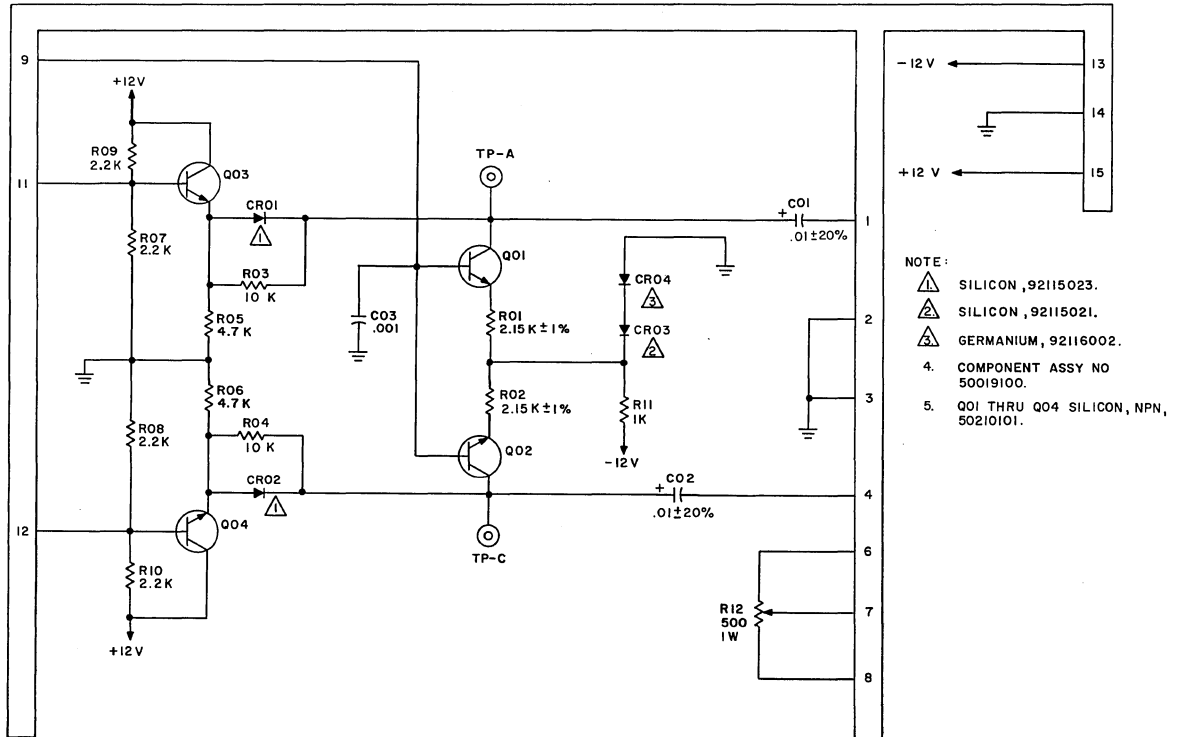 9
+12V
R09
2.2K
11
Q03
CR01
1
R07
2.2 K
R03
10 K
R05
4.7 K
R06
4.7K
R04
10 K
R08
2.2K
CR02
1
Q04
12
R10
2.2 K
+12V
TP-A
Q01
C03
.001
R01
2.15K±1%
R02
2.15K±1%
Q02
TP-C
CR04
3
CR03
2
R11
1K
-12V
+
C01
.01±20%
+
C02
.01±20%
R12
500
1W
1
2
3
4
6
7
8
-12 V
13
14
+12 V
15
NOTE:
1. SILICON, 92115023.
2. SILICON, 92115021.
3. GERMANIUM, 92116002.
4. COMPONENT ASSY NO
50019100.
5. Q01 THRU Q04 SILICON, NPN,
50210101.